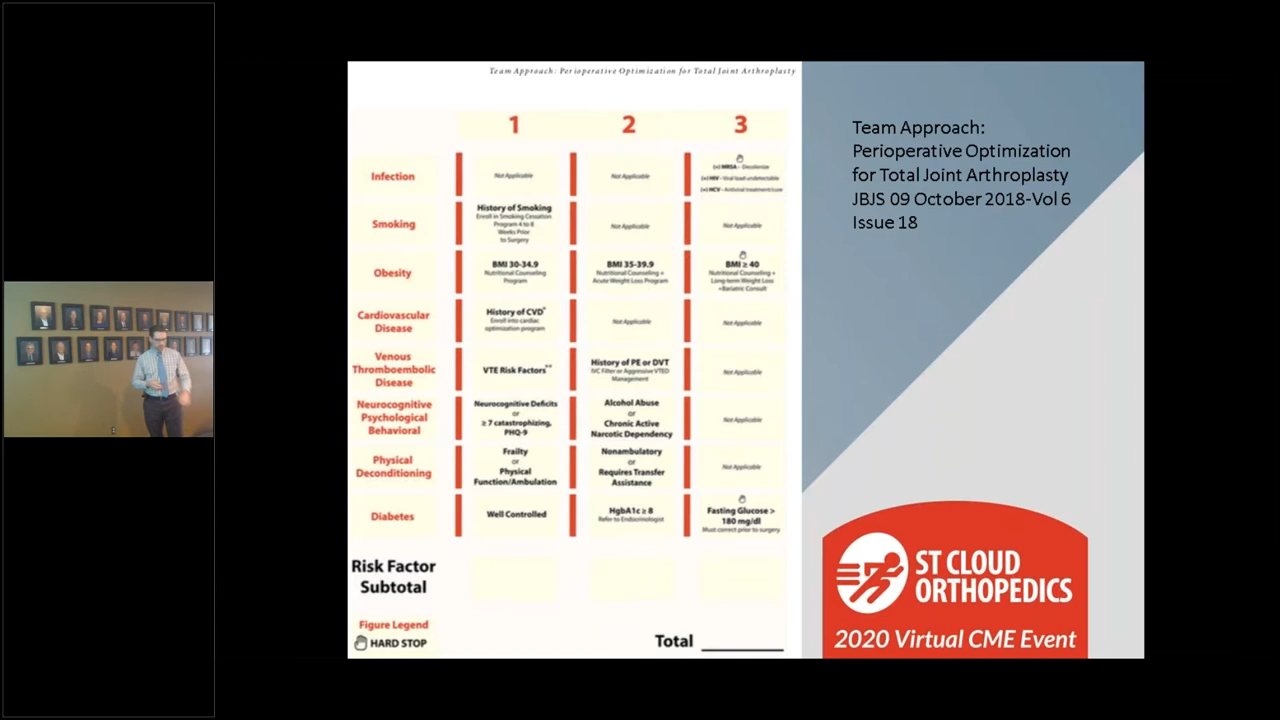 Team Approach: Perioperative Optimization for Total Joint Arthroplasty
1 2 3
Infection
Not Applicable
Not Applicable
(+) MRSA - Decolonize
(+) HIV - Viral load undetectable
(+) HCV - Antiviral treatment/cure
Smoking
History of Smoking
Enroll in Smoking Cessation
Program 4 to 8
Weeks Prior
to Surgery
Not Applicable
Not Applicable
Obesity
BMI 30-34.9
Nutritional Counseling
Program
BMI 35-39.9
Nutritional Counseling +
Acute Weight Loss Program
BMI ≥ 40
Nutritional Counseling +
Long-term Weight Loss
+Bariatric Consult
Cardiovascular
Disease
History of CVD*
Enroll into cardiac
optimization program
Not Applicable
Not Applicable
Venous
Thromboembolic
Disease
VTE Risk Factors**
History of PE or DVT
IVC Filter or Aggressive VTED
Management
Not Applicable
Neurocognitive
Psychological
Behavioral
Neurocognitive Deficits
or
≥ 7 catastrophizing,
PHQ-9
Alcohol Abuse
or
Chronic Active
Narcotic Dependency
Not Applicable
Physical
Deconditioning
Frailty
or
Physical
Function/Ambulation
Nonambulatory
or
Requires Transfer
Assistance
Not Applicable
Diabetes
Well Controlled
HgbA1c ≥ 8
Refer to Endocrinologist
Fasting Glucose >
180 mg/dl
Must correct prior to surgery
Risk Factor
Subtotal
Figure Legend
HARD STOP
Total
Team Approach:
Perioperative Optimization
for Total Joint Arthroplasty
JBJS 09 October 2018-Vol 6
Issue 18
ST CLOUD
ORTHOPEDICS
2020 Virtual CME Event